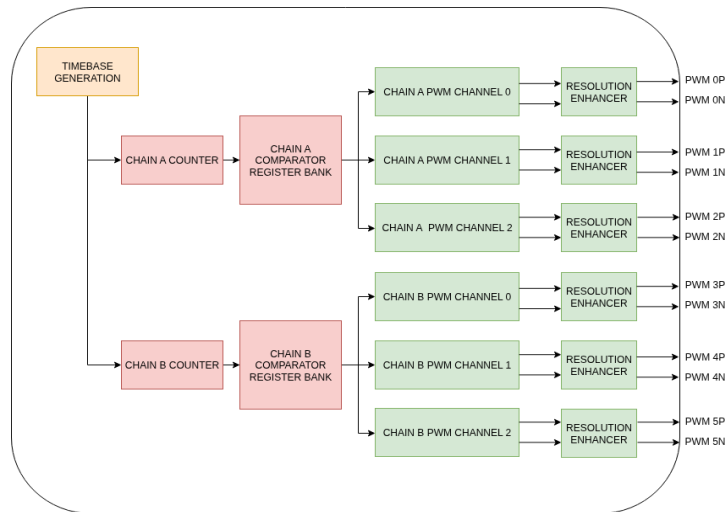 TIMEBASE
GENERATION
CHAIN A COUNTER
CHAIN A
COMPARATOR
REGISTER BANK
CHAIN A PWM CHANNEL 0
RESOLUTION
ENHANCER
PWM 0P
PWM 0N
CHAIN A PWM CHANNEL 1
RESOLUTION
ENHANCER
PWM 1P
PWM 1N
CHAIN A PWM CHANNEL 2
RESOLUTION
ENHANCER
PWM 2P
PWM 2N
CHAIN B COUNTER
CHAIN B
COMPARATOR
REGISTER BANK
CHAIN B PWM CHANNEL 0
RESOLUTION
ENHANCER
PWM 3P
PWM 3N
CHAIN B PWM CHANNEL 1
RESOLUTION
ENHANCER
PWM 4P
PWM 4N
CHAIN B PWM CHANNEL 2
RESOLUTION
ENHANCER
PWM 5P
PWM 5N